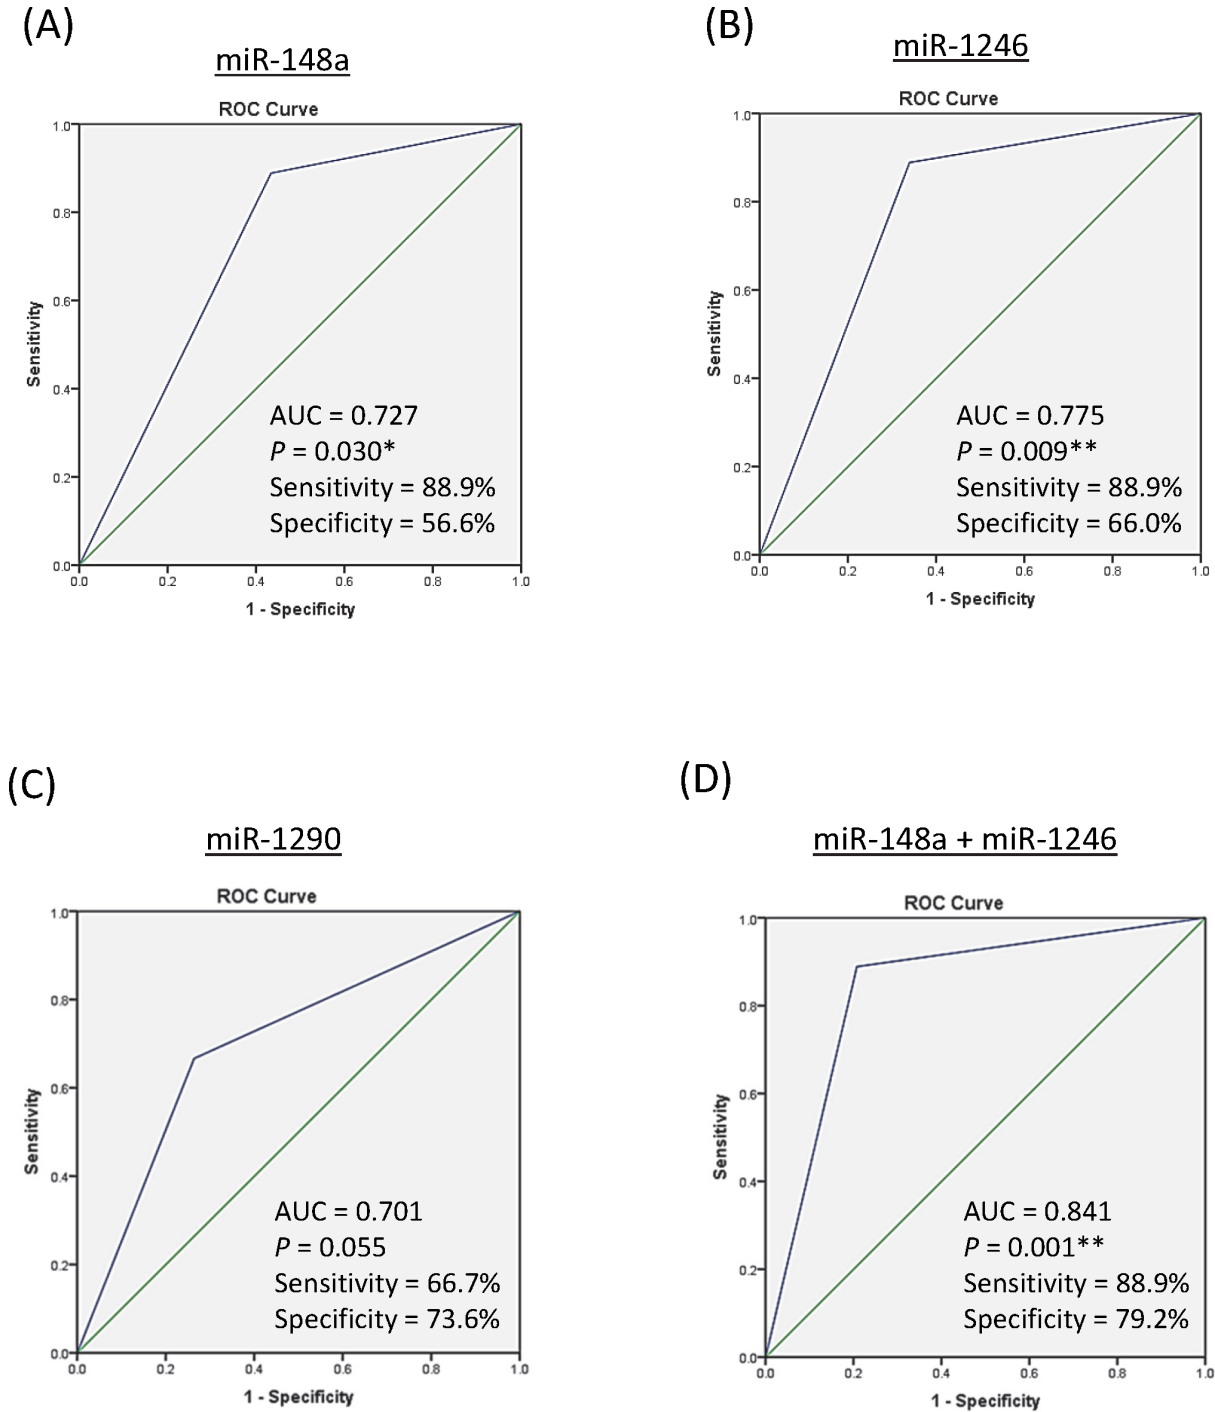 (A)
miR-148a
ROC Curve
1.0
0.8
0.6
0.4
0.2
0.0
Sensitivity
AUC = 0.727
P = 0.030*
Sensitivity = 88.9%
Specificity = 56.6%
0.0 0.2 0.4 0.6 0.8 1.0
1 - Specificity
(B)
miR-1246
ROC Curve
1.0
0.8
0.6
0.4
0.2
0.0
Sensitivity
AUC = 0.775
P = 0.009**
Sensitivity = 88.9%
Specificity = 66.0%
0.0 0.2 0.4 0.6 0.8 1.0
1 - Specificity
(C)
miR-1290
ROC Curve
1.0
0.8
0.6
0.4
0.2
0.0
Sensitivity
AUC = 0.701
P = 0.055
Sensitivity = 66.7%
Specificity = 73.6%
0.0 0.2 0.4 0.6 0.8 1.0
1 - Specificity
(D)
miR-148a + miR-1246
ROC Curve
1.0
0.8
0.6
0.4
0.2
0.0
Sensitivity
AUC = 0.841
P = 0.001**
Sensitivity = 88.9%
Specificity = 79.2%
0.0 0.2 0.4 0.6 0.8 1.0
1 - Specificity